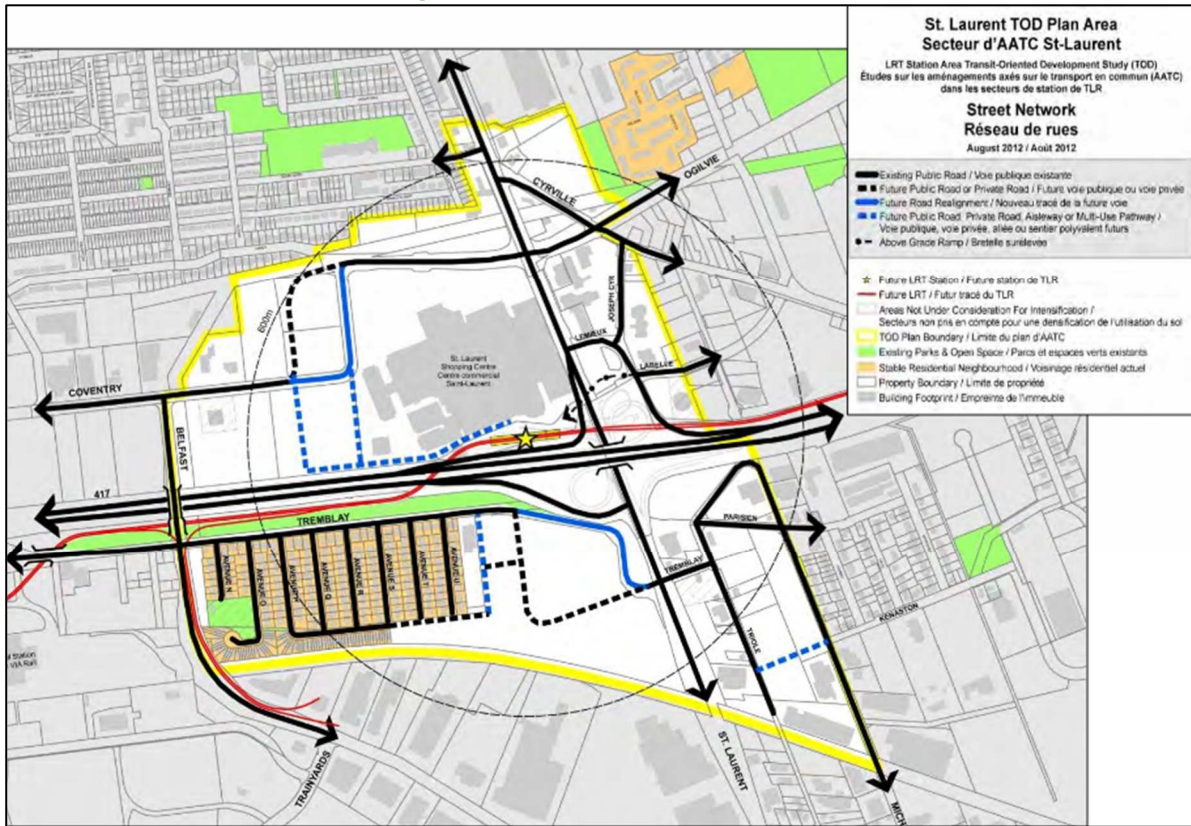 St. Laurent TOD Plan Area
Secteur d'AATC St-Laurent
LRT Station Area Transit-Oriented Development Study (TOD)
Études sur les aménagements axés sur le transport en commun (AATC)
dans les secteurs de station de TLR
Street Network
Réseau de rues
August 2012 / Août 2012
Existing Public Road / Voie publique existante
Future Public Road or Private Road / Future voie publique ou voie privée
Future Road Realignment / Nouveau tracé de la future voie
Future Public Road, Private Road, Aisleway or Multi-Use Pathway /
Voie publique, voie privée, allée ou sentier polyvalent futurs
Above Grade Ramp / Bretelle surélevée
Future LRT Station / Future station de TLR
Future LRT / Futur tracé du TLR
Areas Not Under Consideration For Intensification /
Secteurs non pris en compte pour une densification de l'utilisation du sol
TOD Plan Boundary / Limite du plan d'AATC
Existing Parks & Open Space / Parcs et espaces verts existants
Stable Residential Neighbourhood / Voisinage résidentiel actuel
Property Boundary / Limite de propriété
Building Footprint / Empreinte de l'immeuble
OGILVIE
CYRVILLE
600m
JOSEPH CYR
LEMIEUX
LABELLE
St. Laurent
Shopping Centre
Centre commercial
Saint-Laurent
COVENTRY
BELFAST
417
TREMBLAY
PARISIEN
AVENUE N
AVENUE O
AVENUE P
AVENUE Q
AVENUE R
AVENUE S
AVENUE T
AVENUE U
TREMBLAY
KENASTON
TRIOLE
Station
VIA Rail
TRAINYARDS
ST. LAURENT
MICH